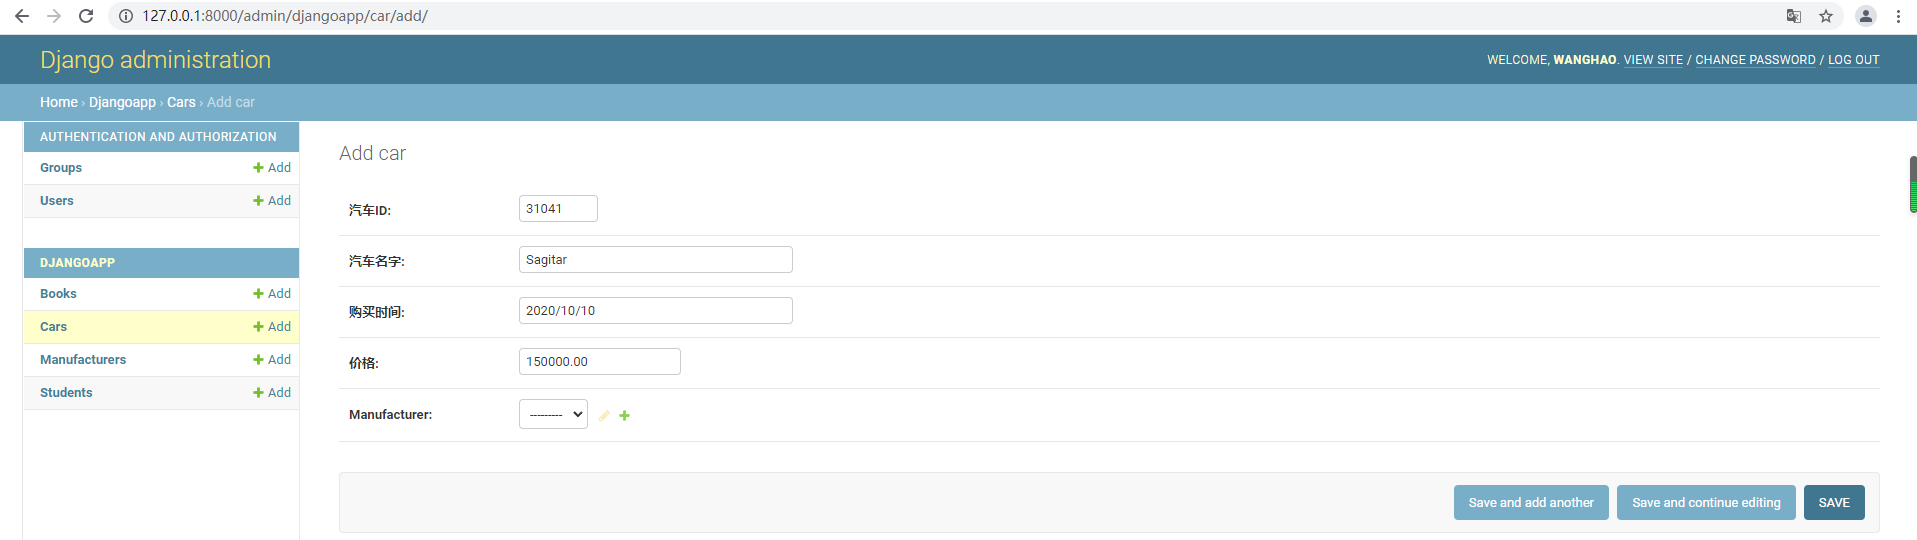 127.0.0.1:8000/admin/djangoapp/car/add/
Django administration
WELCOME, WANGHAO. VIEW SITE / CHANGE PASSWORD / LOG OUT
Home › Djangoapp › Cars › Add car
AUTHENTICATION AND AUTHORIZATION
Groups + Add
Users + Add
DJANGOAPP
Books + Add
Cars + Add
Manufacturers + Add
Students + Add
Add car
汽车ID: 31041
汽车名字: Sagitar
购买时间: 2020/10/10
价格: 150000.00
Manufacturer: ---------
Save and add another Save and continue editing SAVE